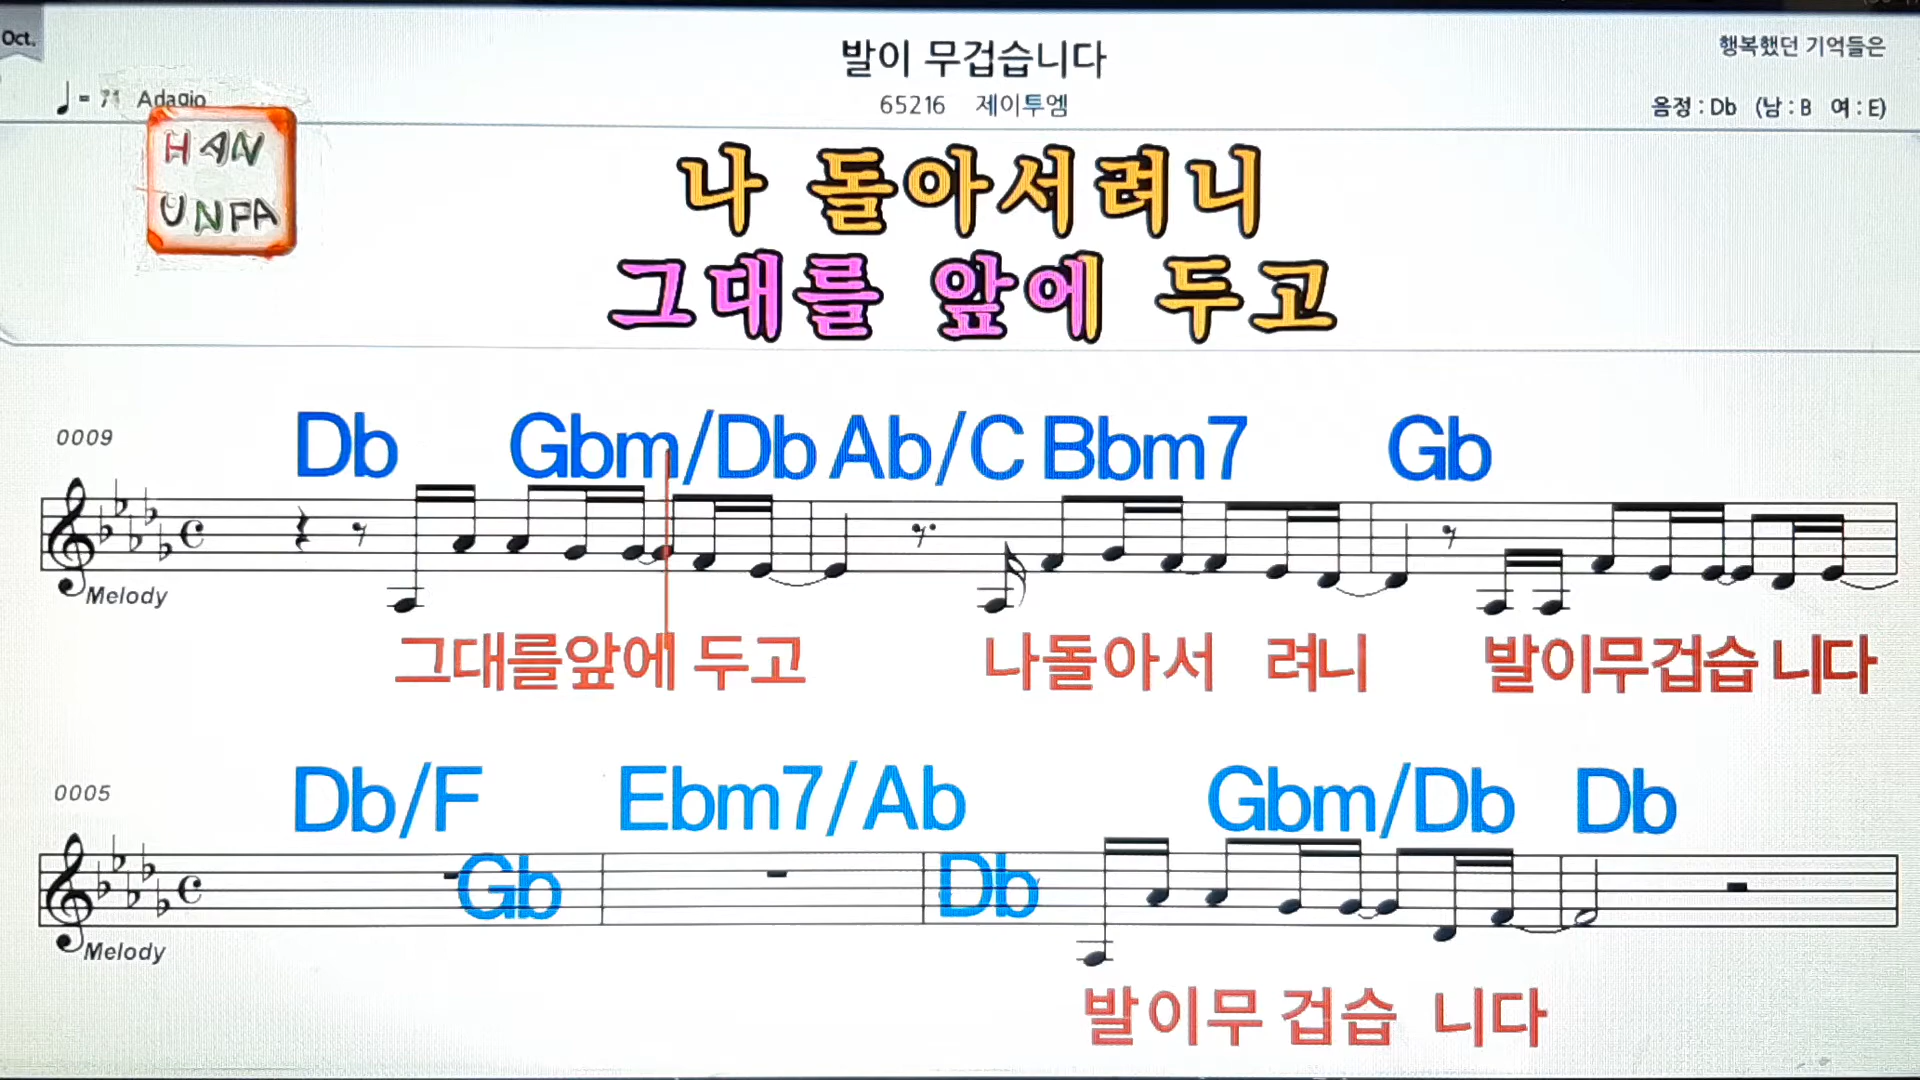 Oct.
발이 무겁습니다
행복했던 기억들은
= 71 Adagio
65216 제이투엠
음정 : Db (남 : B 여 : E)
HAN
UNFA
나 돌아서려니
그대를 앞에 두고
0009
Db Gbm/Db Ab/C Bbm7 Gb
Melody
그대를앞에 두고 나돌아서 려니 발이무겁습 니다
0005
Db/F Ebm7/Ab Gbm/Db Db
Gb Db
Melody
발이무 겁습 니다